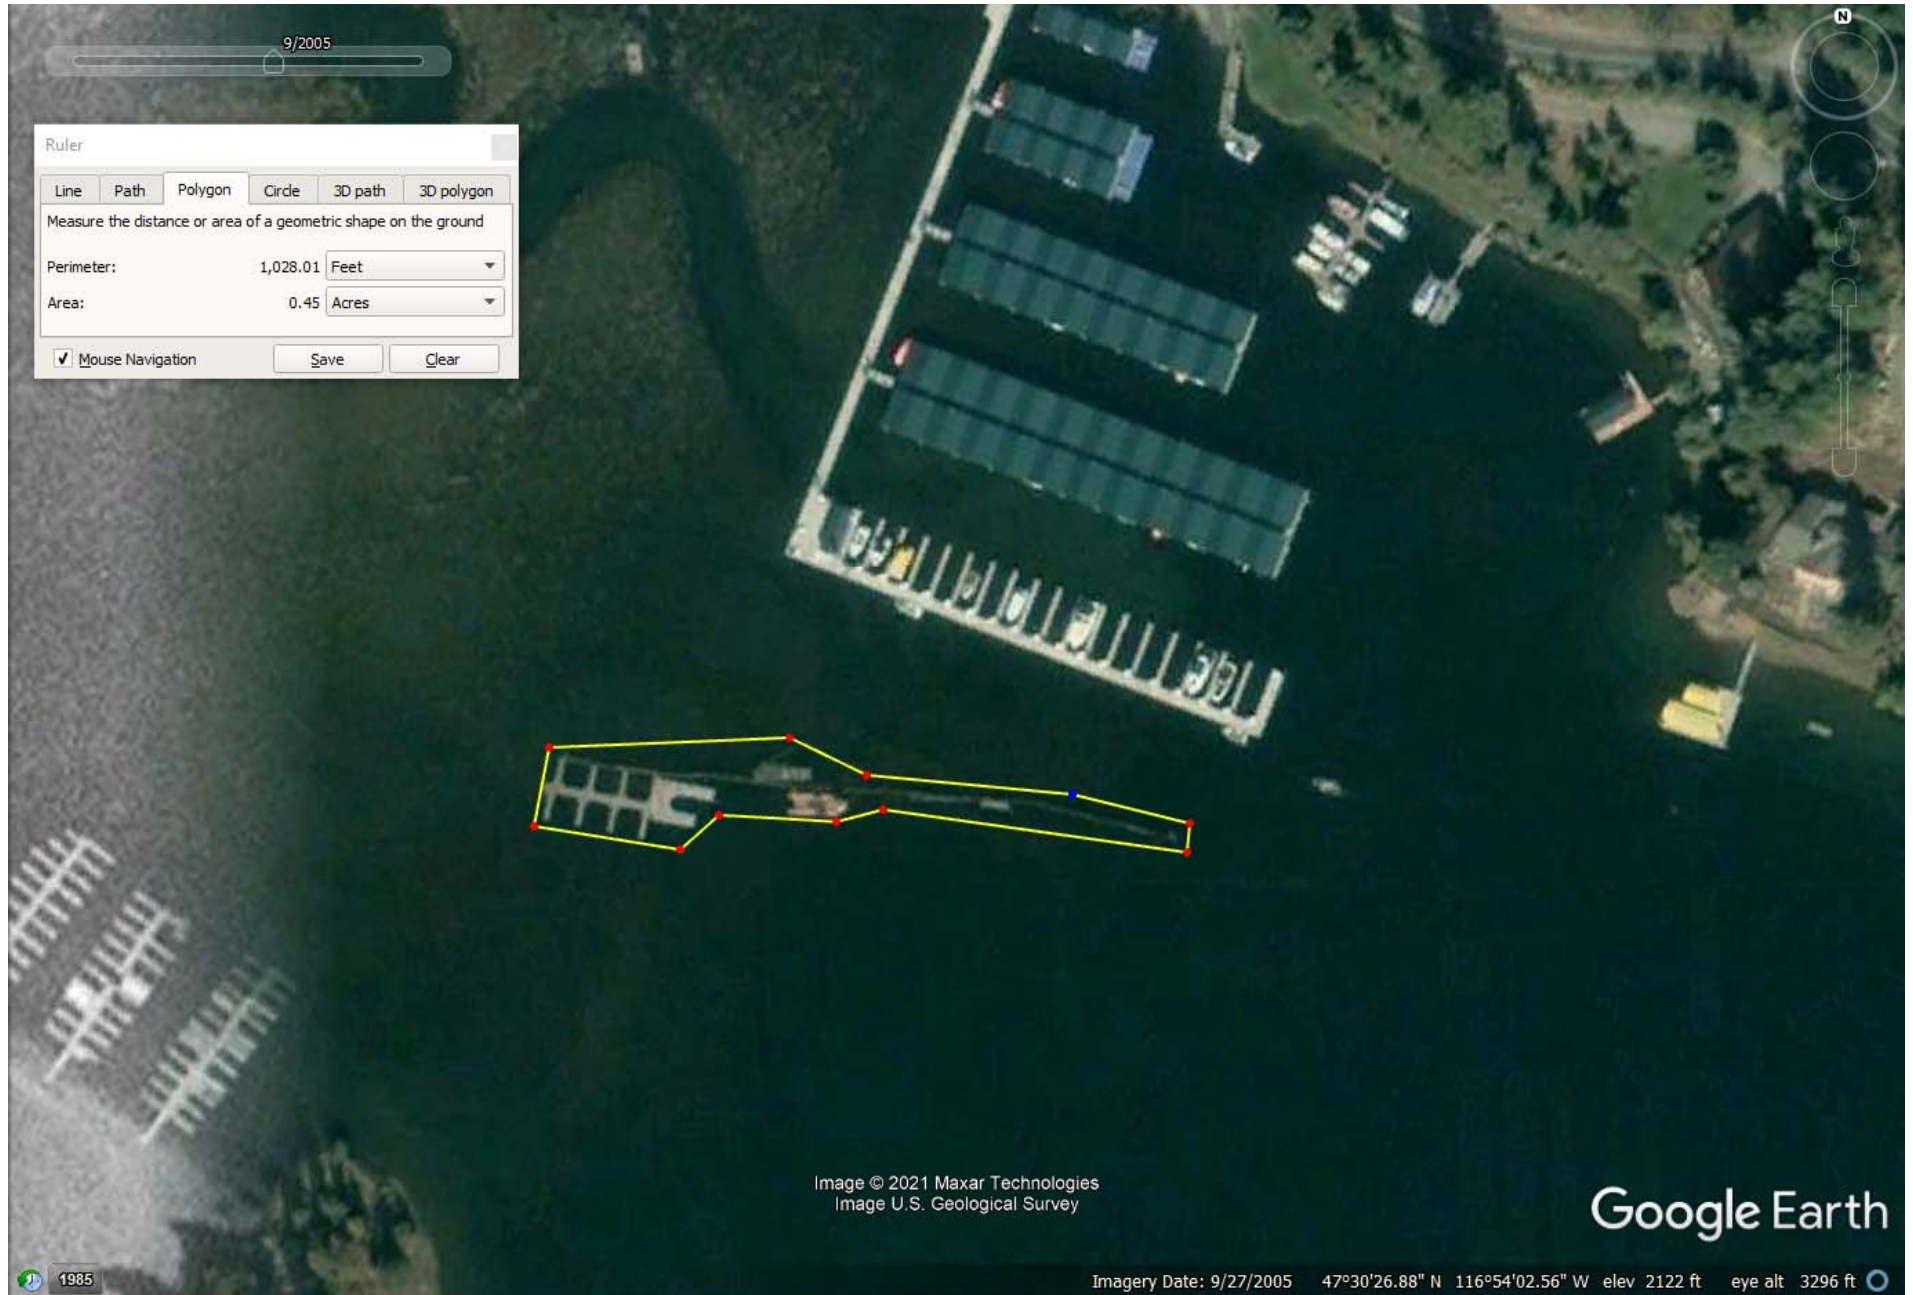 9/2005
N
Ruler
Line Path Polygon Circle 3D path 3D polygon
Measure the distance or area of a geometric shape on the ground
Perimeter: 1,028.01 Feet
Area: 0.45 Acres
Mouse Navigation Save Clear
Image © 2021 Maxar Technologies
Image U.S. Geological Survey
Google Earth
1985
Imagery Date: 9/27/2005 47°30'26.88" N 116°54'02.56" W elev 2122 ft eye alt 3296 ft